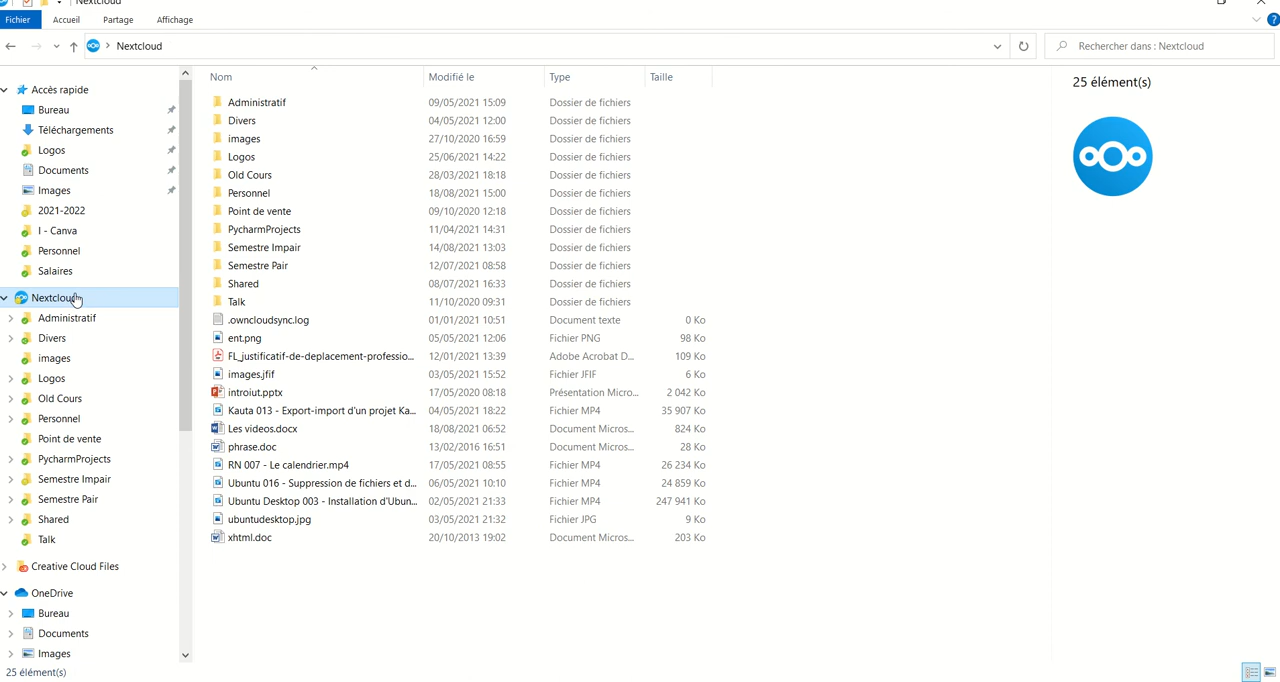 Nextcloud
Fichier Accueil Partage Affichage
Nextcloud
Rechercher dans : Nextcloud
Accès rapide
Bureau
Téléchargements
Logos
Documents
Images
2021-2022
I - Canva
Personnel
Salaires
Nextcloud
Administratif
Divers
images
Logos
Old Cours
Personnel
Point de vente
PycharmProjects
Semestre Impair
Semestre Pair
Shared
Talk
Creative Cloud Files
OneDrive
Bureau
Documents
Images
Nom Modifié le Type Taille
Administratif 09/05/2021 15:09 Dossier de fichiers
Divers 04/05/2021 12:00 Dossier de fichiers
images 27/10/2020 16:59 Dossier de fichiers
Logos 25/06/2021 14:22 Dossier de fichiers
Old Cours 28/03/2021 18:18 Dossier de fichiers
Personnel 18/08/2021 15:00 Dossier de fichiers
Point de vente 09/10/2020 12:18 Dossier de fichiers
PycharmProjects 11/04/2021 14:31 Dossier de fichiers
Semestre Impair 14/08/2021 13:03 Dossier de fichiers
Semestre Pair 12/07/2021 08:58 Dossier de fichiers
Shared 08/07/2021 16:33 Dossier de fichiers
Talk 11/10/2020 09:31 Dossier de fichiers
.owncloudsync.log 01/01/2021 10:51 Document texte 0 Ko
ent.png 05/05/2021 12:06 Fichier PNG 98 Ko
FL_justificatif-de-deplacement-professio... 12/01/2021 13:39 Adobe Acrobat D... 109 Ko
images.jfif 03/05/2021 15:52 Fichier JFIF 6 Ko
introiut.pptx 17/05/2020 08:18 Présentation Micro... 2 042 Ko
Kauta 013 - Export-import d'un projet Ka... 04/05/2021 18:22 Fichier MP4 35 907 Ko
Les videos.docx 18/08/2021 06:52 Document Micros... 824 Ko
phrase.doc 13/02/2016 16:51 Document Micros... 28 Ko
RN 007 - Le calendrier.mp4 17/05/2021 08:55 Fichier MP4 26 234 Ko
Ubuntu 016 - Suppression de fichiers et d... 06/05/2021 10:10 Fichier MP4 24 859 Ko
Ubuntu Desktop 003 - Installation d'Ubun... 02/05/2021 21:33 Fichier MP4 247 941 Ko
ubuntudesktop.jpg 03/05/2021 21:32 Fichier JPG 9 Ko
xhtml.doc 20/10/2013 19:02 Document Micros... 203 Ko
25 élément(s)
25 élément(s)